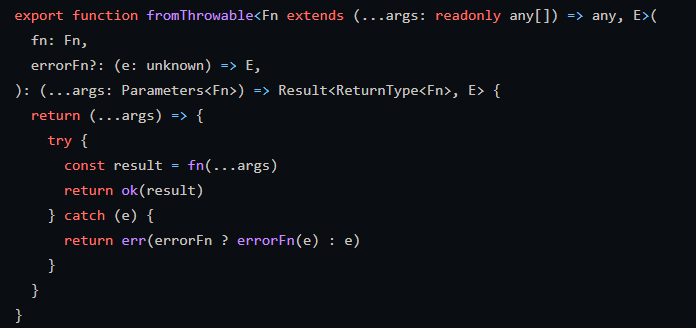 export function fromThrowable<Fn extends (...args: readonly any[]) => any, E>(
  fn: Fn,
  errorFn?: (e: unknown) => E,
): (...args: Parameters<Fn>) => Result<ReturnType<Fn>, E> {
  return (...args) => {
    try {
      const result = fn(...args)
      return ok(result)
    } catch (e) {
      return err(errorFn ? errorFn(e) : e)
    }
  }
}